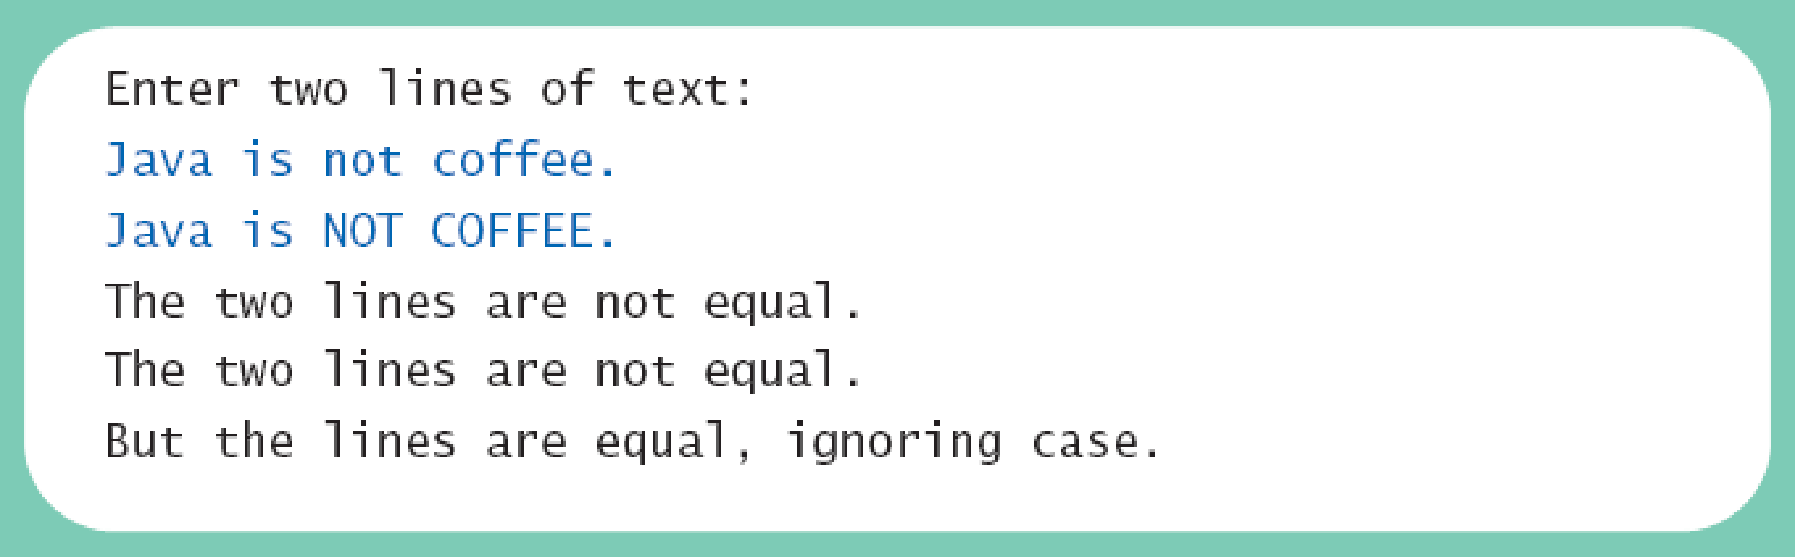 Enter two lines of text:
Java is not coffee.
Java is NOT COFFEE.
The two lines are not equal.
The two lines are not equal.
But the lines are equal, ignoring case.